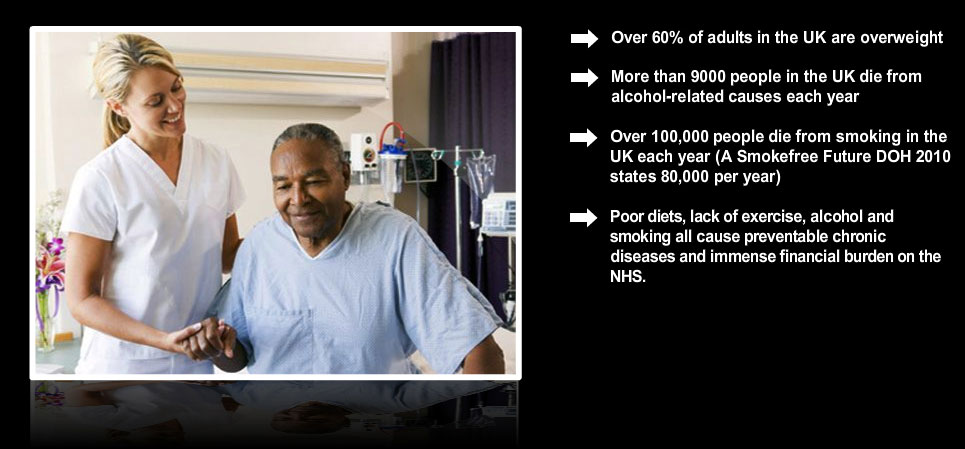 Over 60% of adults in the UK are overweight
More than 9000 people in the UK die from
alcohol-related causes each year
Over 100,000 people die from smoking in the
UK each year (A Smokefree Future DOH 2010
states 80,000 per year)
Poor diets, lack of exercise, alcohol and
smoking all cause preventable chronic
diseases and immense financial burden on the
NHS.